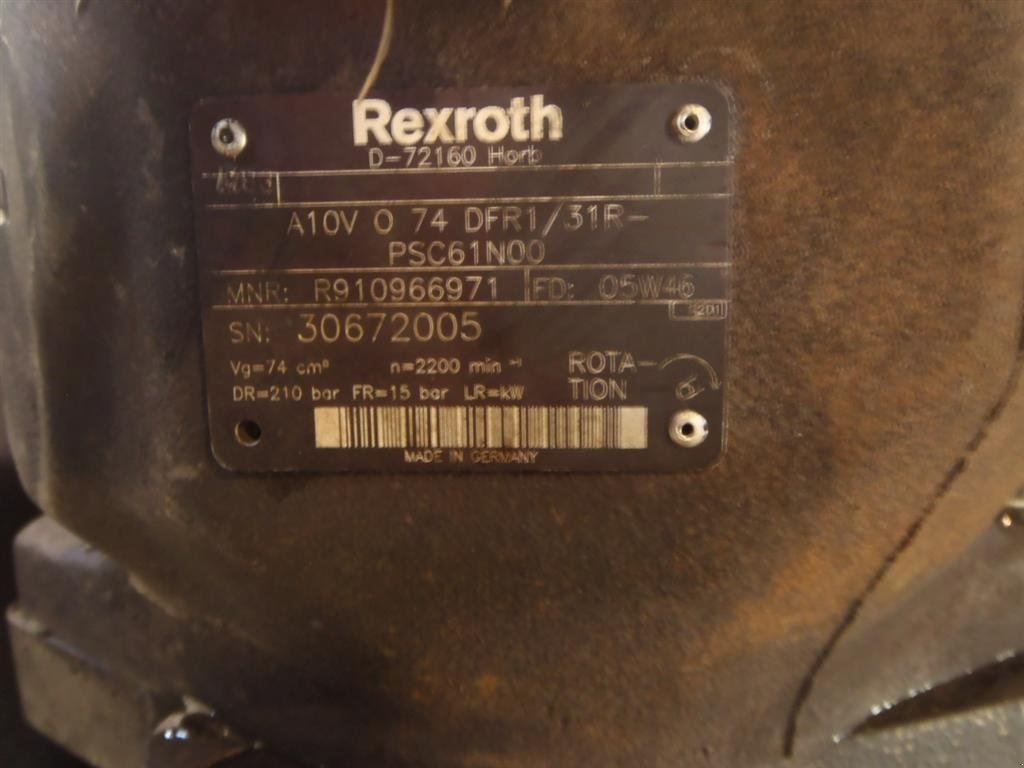 Rexroth
D-72160 Horb
A10V O 74 DFR1/31R-
PSC61N00
MNR: R910966971 FD: 05W46
SN: 30672005
Vg=74 cm³ n=2200 min⁻¹ ROTA-
DR=210 bar FR=15 bar LR=kW TION
MADE IN GERMANY